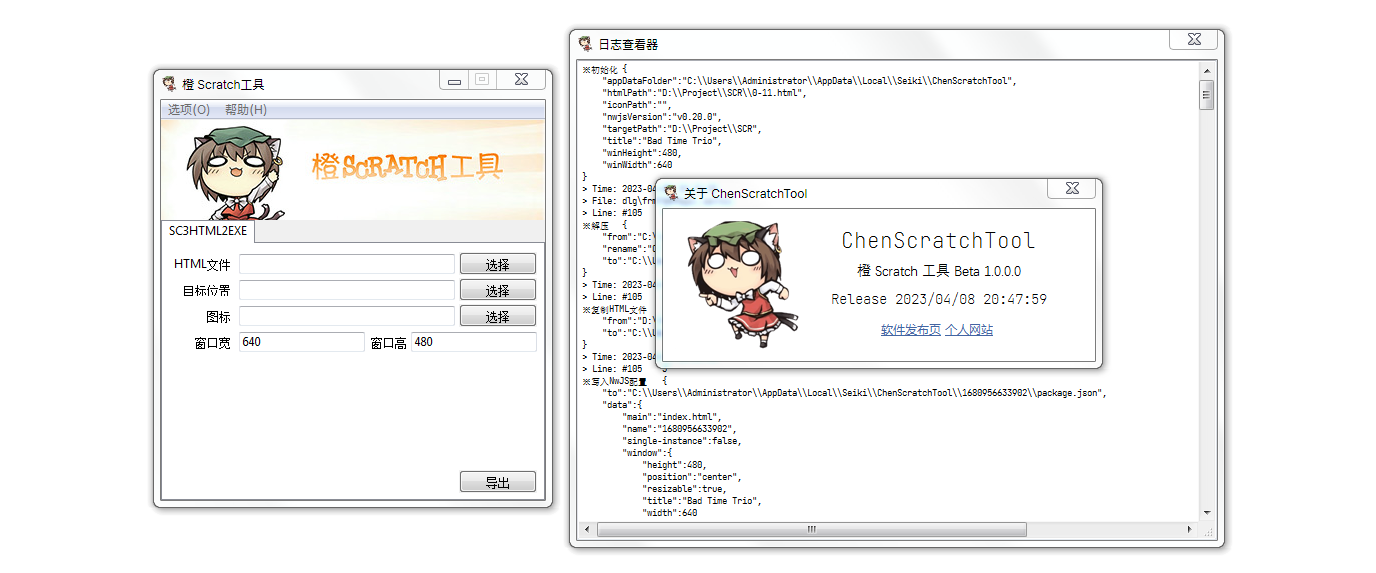 橙 Scratch工具
选项(O) 帮助(H)
橙SCRATCH工具
SC3HTML2EXE
HTML文件 选择
目标位置 选择
图标 选择
窗口宽 640 窗口高 480
导出
日志查看器
※初始化 {
"appDataFolder":"C:\\Users\\Administrator\\AppData\\Local\\Seiki\\ChenScratchTool",
"htmlPath":"D:\\Project\\SCR\\0-11.html",
"iconPath":"",
"nwjsVersion":"v0.20.0",
"targetPath":"D:\\Project\\SCR",
"title":"Bad Time Trio",
"winHeight":480,
"winWidth":640
}
> Time: 2023-04
> File: dlg\frm
> Line: #105
※解压 {
"from":"C:\
"rename":"
"to":"C:\\U
}
> Time: 2023-04
> Line: #105
※复制HTML文件
"from":"D:\
"to":"C:\\U
}
> Time: 2023-04
> Line: #105
※写入NwJS配置 {
"to":"C:\\Users\\Administrator\\AppData\\Local\\Seiki\\ChenScratchTool\\1680956633902\\package.json",
"data":{
"main":"index.html",
"name":"1680956633902",
"single-instance":false,
"window":{
"height":480,
"position":"center",
"resizable":true,
"title":"Bad Time Trio",
"width":640
关于 ChenScratchTool
ChenScratchTool
橙 Scratch 工具 Beta 1.0.0.0
Release 2023/04/08 20:47:59
软件发布页 个人网站